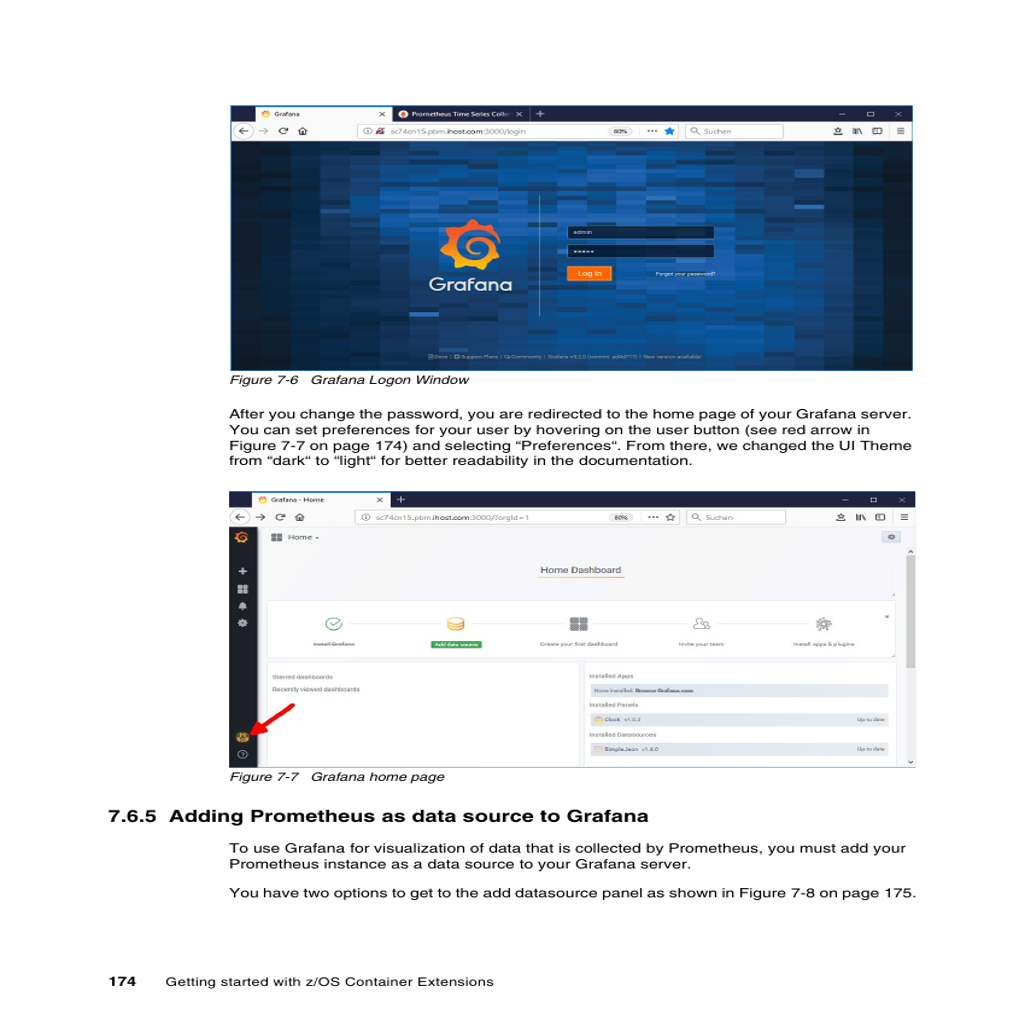 Grafana
Prometheus Time Series Colle
sc74cn15.pbm.ihost.com:3000/login
80%
Suchen
admin
Log In
Forgot your password?
Grafana
Docs | Support Plans | Community | Grafana v5.2.0 (commit: ad4d71f) | New version available!
Figure 7-6 Grafana Logon Window
After you change the password, you are redirected to the home page of your Grafana server.
You can set preferences for your user by hovering on the user button (see red arrow in
Figure 7-7 on page 174) and selecting “Preferences“. From there, we changed the UI Theme
from “dark“ to “light“ for better readability in the documentation.
Grafana - Home
sc74cn15.pbm.ihost.com:3000/?orgId=1
80%
Suchen
Home
Home Dashboard
Install Grafana
Add data source
Create your first dashboard
Invite your team
Install apps & plugins
Starred dashboards
Recently viewed dashboards
Installed Apps
None installed. Browse Grafana.com
Installed Panels
Clock v1.0.3
Up to date
Installed Datasources
SimpleJson v1.4.0
Up to date
Figure 7-7 Grafana home page
7.6.5 Adding Prometheus as data source to Grafana
To use Grafana for visualization of data that is collected by Prometheus, you must add your
Prometheus instance as a data source to your Grafana server.
You have two options to get to the add datasource panel as shown in Figure 7-8 on page 175.
174 Getting started with z/OS Container Extensions